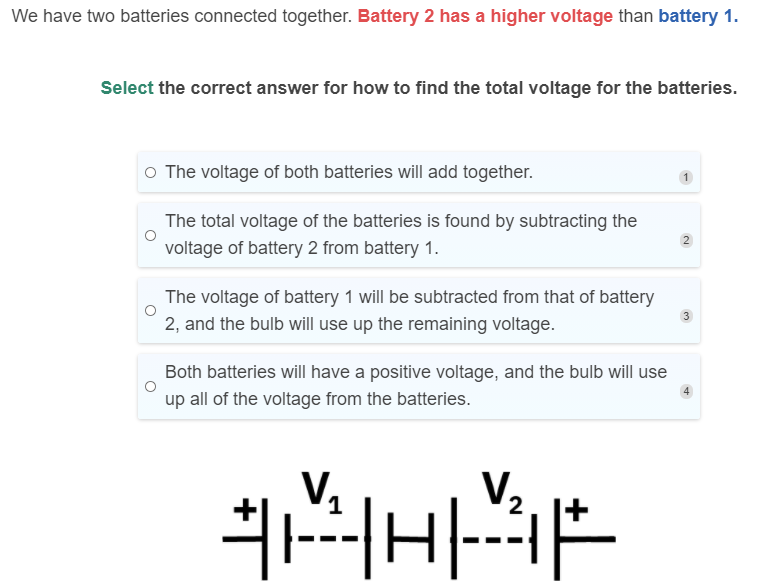 We have two batteries connected together. Battery 2 has a higher voltage than battery 1.
Select the correct answer for how to find the total voltage for the batteries.
The voltage of both batteries will add together.
1
The total voltage of the batteries is found by subtracting the
voltage of battery 2 from battery 1.
2
The voltage of battery 1 will be subtracted from that of battery
2, and the bulb will use up the remaining voltage.
3
Both batteries will have a positive voltage, and the bulb will use
up all of the voltage from the batteries.
4
V1 V2
+ +